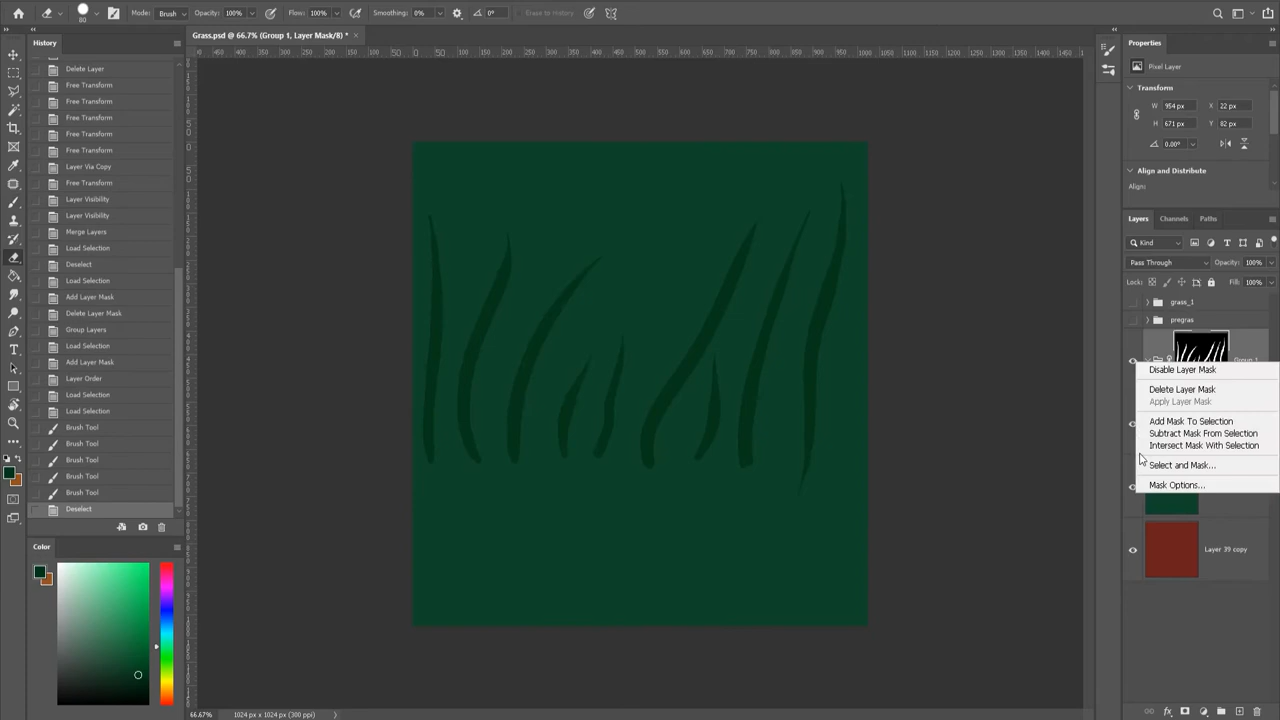 80
Mode: Brush
Opacity: 100%
Flow: 100%
Smoothing: 0%
0°
Erase to History
History
Grass.psd @ 66.7% (Group 1, Layer Mask/8) *
Delete Layer
Free Transform
Free Transform
Free Transform
Free Transform
Free Transform
Layer Via Copy
Free Transform
Layer Visibility
Layer Visibility
Merge Layers
Load Selection
Deselect
Load Selection
Add Layer Mask
Delete Layer Mask
Group Layers
Load Selection
Add Layer Mask
Layer Order
Load Selection
Load Selection
Brush Tool
Brush Tool
Brush Tool
Brush Tool
Brush Tool
Deselect
Color
66.67%
1024 px x 1024 px (300 ppi)
Properties
Pixel Layer
Transform
W 954 px X 22 px
H 671 px Y 82 px
0.00°
Align and Distribute
Align:
Layers Channels Paths
Kind
Pass Through Opacity: 100%
Lock: Fill: 100%
grass_1
pregras
Group 1
Disable Layer Mask
Delete Layer Mask
Apply Layer Mask
Add Mask To Selection
Subtract Mask From Selection
Intersect Mask With Selection
Select and Mask...
Mask Options...
Layer 39 copy